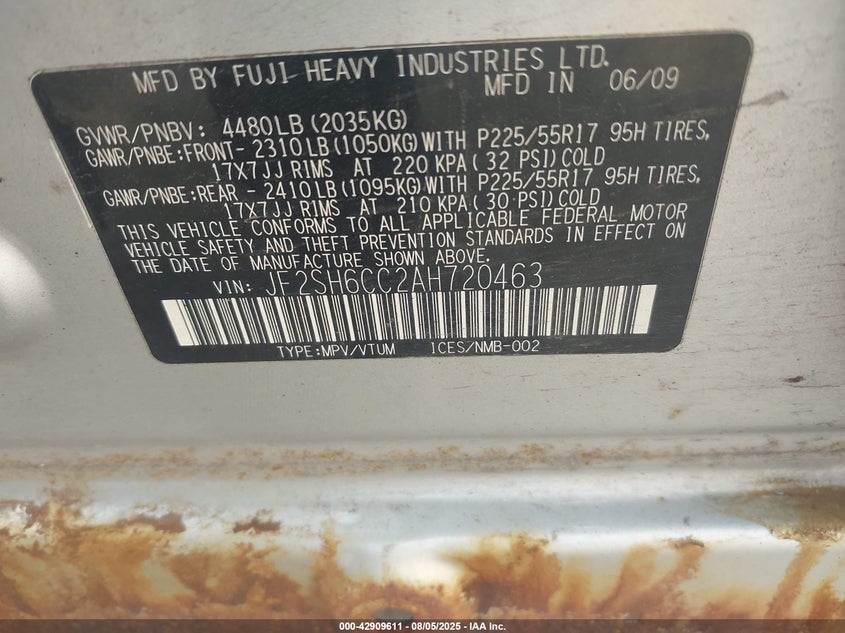 MFD BY FUJI HEAVY INDUSTRIES LTD.
MFD IN 06/09
GVWR/PNBV: 4480LB(2035KG)
GAWR/PNBE:FRONT- 2310LB(1050KG)WITH P225/55R17 95H TIRES,
17X7JJ RIMS AT 220 KPA( 32 PSI)COLD
GAWR/PNBE:REAR - 2410LB(1095KG)WITH P225/55R17 95H TIRES,
17X7JJ RIMS AT 210 KPA( 30 PSI)COLD
THIS VEHICLE CONFORMS TO ALL APPLICABLE FEDERAL MOTOR
VEHICLE SAFETY AND THEFT PREVENTION STANDARDS IN EFFECT ON
THE DATE OF MANUFACTURE SHOWN ABOVE.
VIN: JF2SH6CC2AH720463
TYPE:MPV/VTUM 1CES/NMB-002
000-42909611 - 08/05/2025 - IAA Inc.